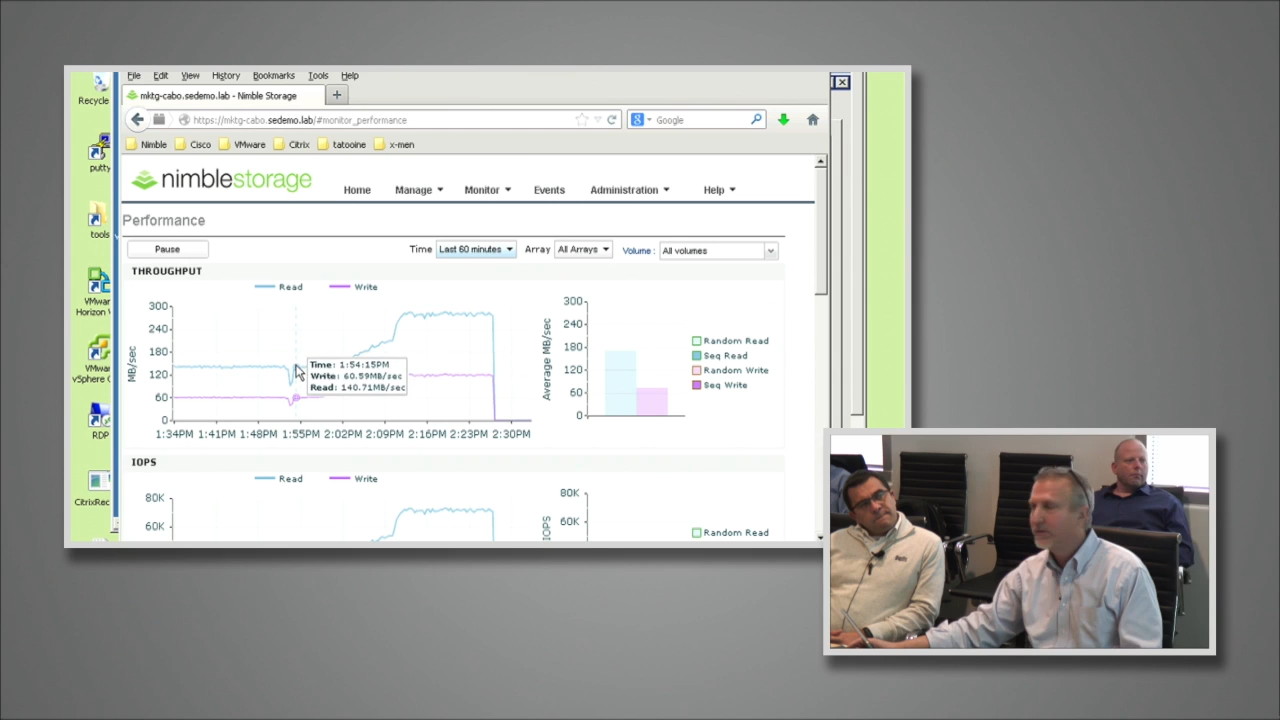 File Edit View History Bookmarks Tools Help
mktg-cabo.sedemo.lab - Nimble Storage
https://mktg-cabo.sedemo.lab/#monitor_performance
Google
Nimble Cisco VMware Citrix tatooine x-men
Recycle
putty
tools
VMware
Horizon V
VMwa
vSphere C
RDP
CitrixRec
nimblestorage
Home Manage Monitor Events Administration Help
Performance
Pause
Time Last 60 minutes Array All Arrays Volume : All volumes
THROUGHPUT
Read Write
MB/sec
300
240
180
120
60
0
1:34PM 1:41PM 1:48PM 1:55PM 2:02PM 2:09PM 2:16PM 2:23PM 2:30PM
Time: 1:54:15PM
Write: 60.59MB/sec
Read: 140.71MB/sec
Average MB/sec
300
240
180
120
60
0
Random Read
Seq Read
Random Write
Seq Write
IOPS
Read Write
80K
60K
IOPS
80K
60K
Random Read